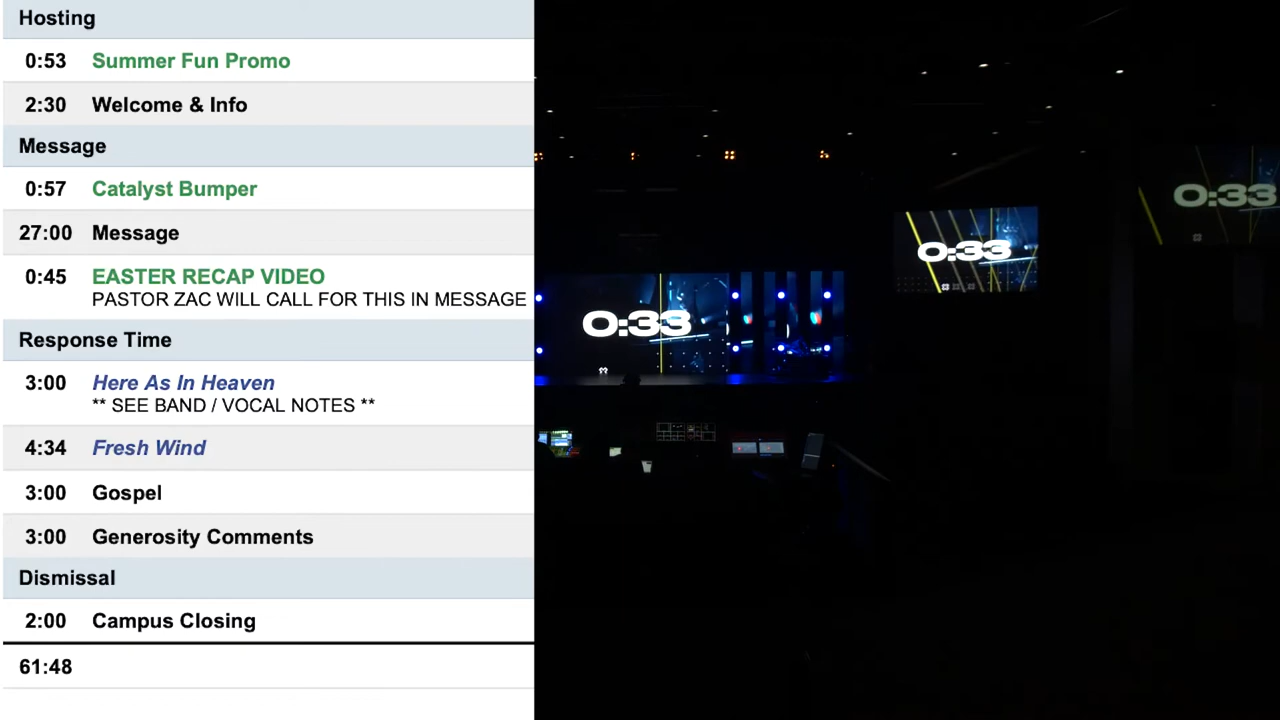 Hosting
0:53 Summer Fun Promo
2:30 Welcome & Info
Message
0:57 Catalyst Bumper
27:00 Message
0:45 EASTER RECAP VIDEO
PASTOR ZAC WILL CALL FOR THIS IN MESSAGE
Response Time
3:00 Here As In Heaven
** SEE BAND / VOCAL NOTES **
4:34 Fresh Wind
3:00 Gospel
3:00 Generosity Comments
Dismissal
2:00 Campus Closing
61:48
0:33
0:33
0:33